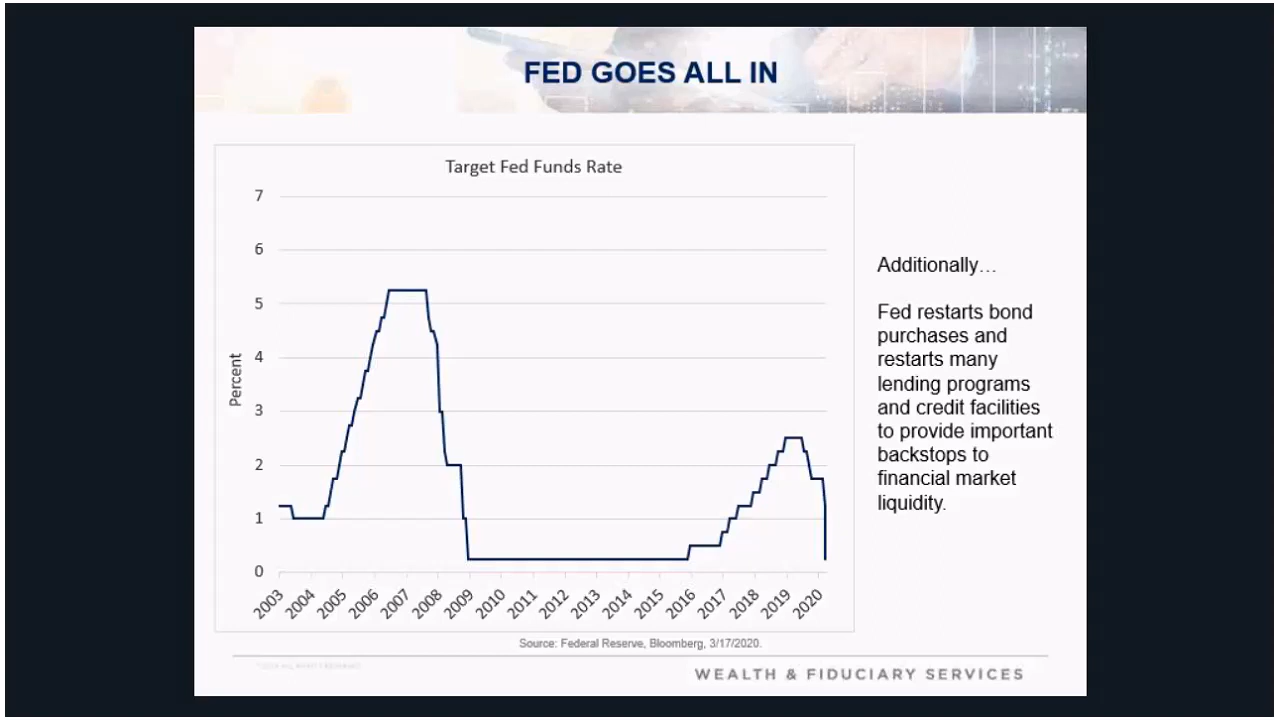 FED GOES ALL IN
Target Fed Funds Rate
7
6
5
4
3
2
1
0
Percent
2003
2004
2005
2006
2007
2008
2009
2010
2011
2012
2013
2014
2015
2016
2017
2018
2019
2020
Additionally…
Fed restarts bond
purchases and
restarts many
lending programs
and credit facilities
to provide important
backstops to
financial market
liquidity.
Source: Federal Reserve, Bloomberg, 3/17/2020.
ALL RIGHTS RESERVED
WEALTH & FIDUCIARY SERVICES